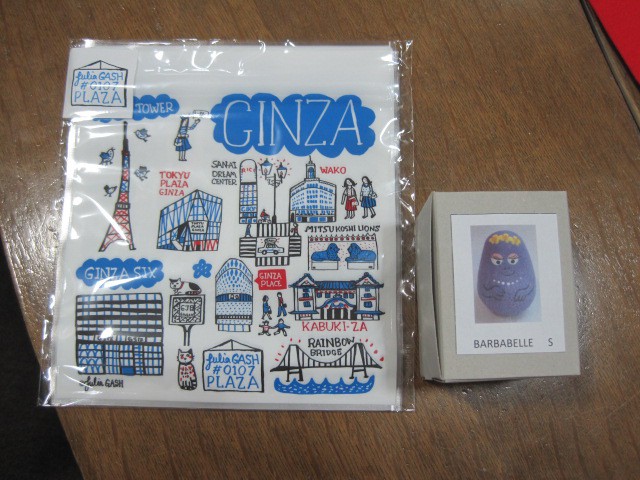 Julia GASH
#0107
PLAZA
TOWER
GINZA
SANAI
DREAM
CENTER
WAKO
TOKYU
PLAZA
GINZA
MITSUKOSHI LIONS
GINZA SIX
GINZA
PLACE
KABUKI-ZA
RAINBOW
BRIDGE
Julia GASH
#0107
PLAZA
Julia GASH
BARBABELLE S